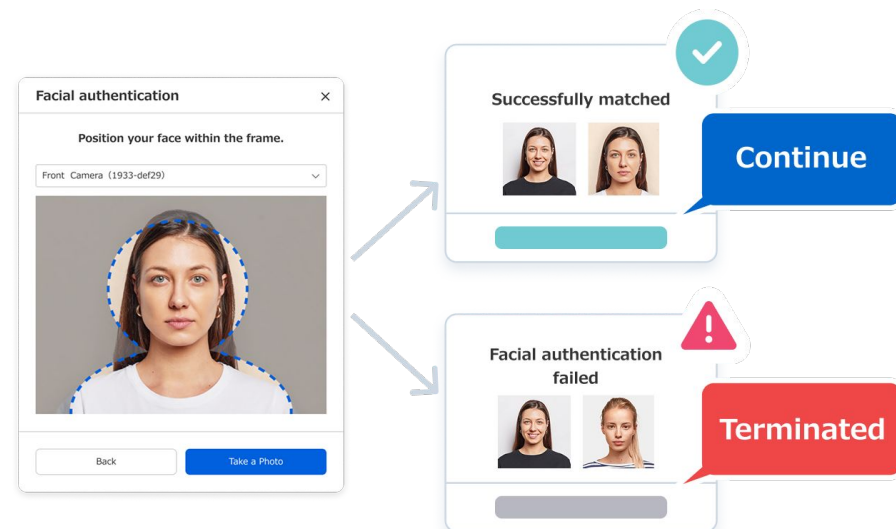 Facial authentication
Position your face within the frame.
Front Camera (1933-def29)
Back
Take a Photo
Successfully matched
Continue
Facial authentication
failed
Terminated